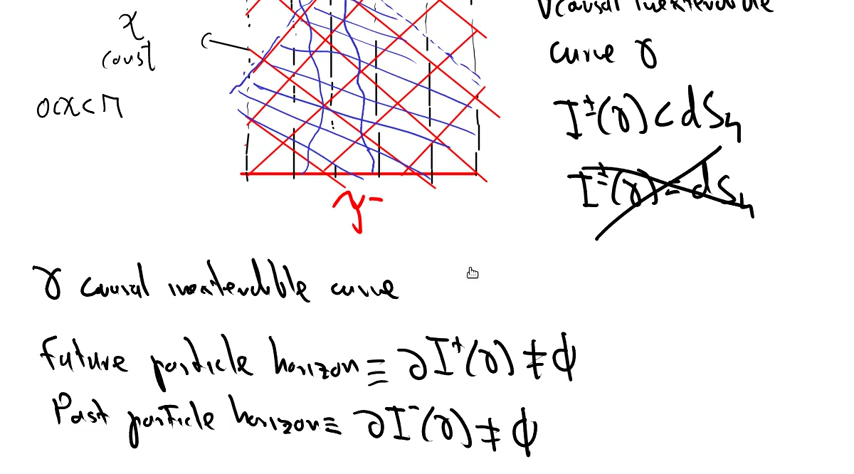 ∀causal inextendible
curve γ
I±(γ) ⊂ dS₄
I±(γ) = dS₄
χ
const
0<χ<π
C
𝒥⁻
γ causal inextendible curve
Future particle horizon ≡ ∂I⁺(γ) ≠ ϕ
Past particle horizon ≡ ∂I⁻(γ) ≠ ϕ